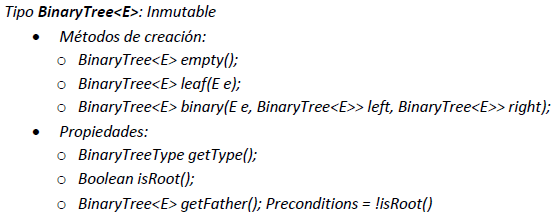 Tipo BinaryTree<E>: Inmutable
• Métodos de creación:
o BinaryTree<E> empty();
o BinaryTree<E> leaf(E e);
o BinaryTree<E> binary(E e, BinaryTree<E>> left, BinaryTree<E>> right);
• Propiedades:
o BinaryTreeType getType();
o Boolean isRoot();
o BinaryTree<E> getFather(); Preconditions = !isRoot()